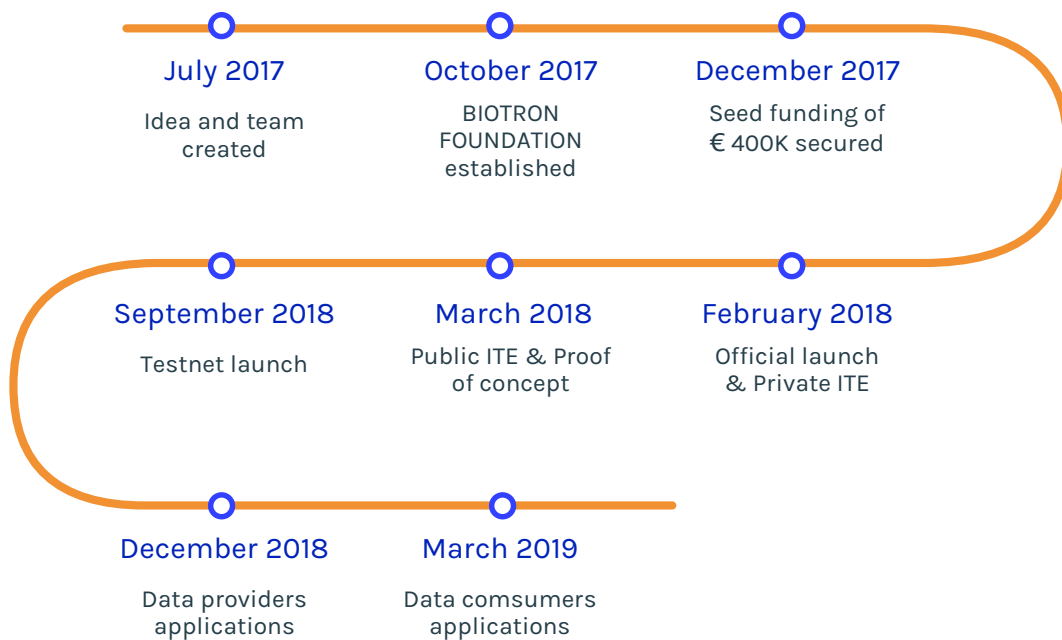 July 2017
Idea and team
created
October 2017
BIOTRON
FOUNDATION
established
December 2017
Seed funding of
€ 400K secured
February 2018
Official launch
& Private ITE
March 2018
Public ITE & Proof
of concept
September 2018
Testnet launch
December 2018
Data providers
applications
March 2019
Data comsumers
applications